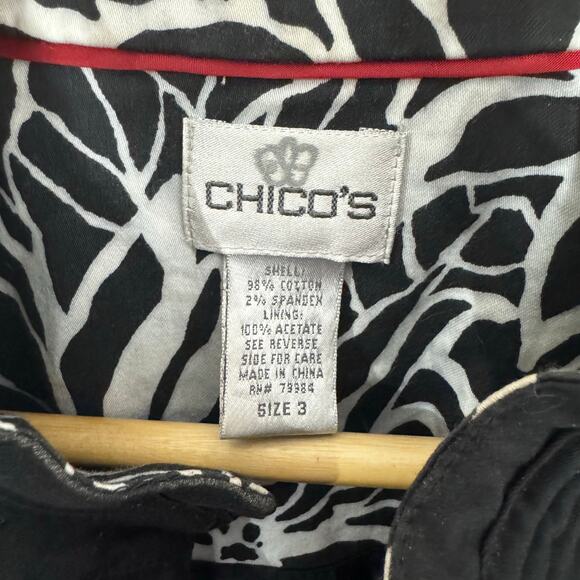 CHICO'S
SHELL:
98% COTTON
2% SPANDEX
LINING:
100% ACETATE
SEE REVERSE
SIDE FOR CARE
MADE IN CHINA
RN# 79984
SIZE 3